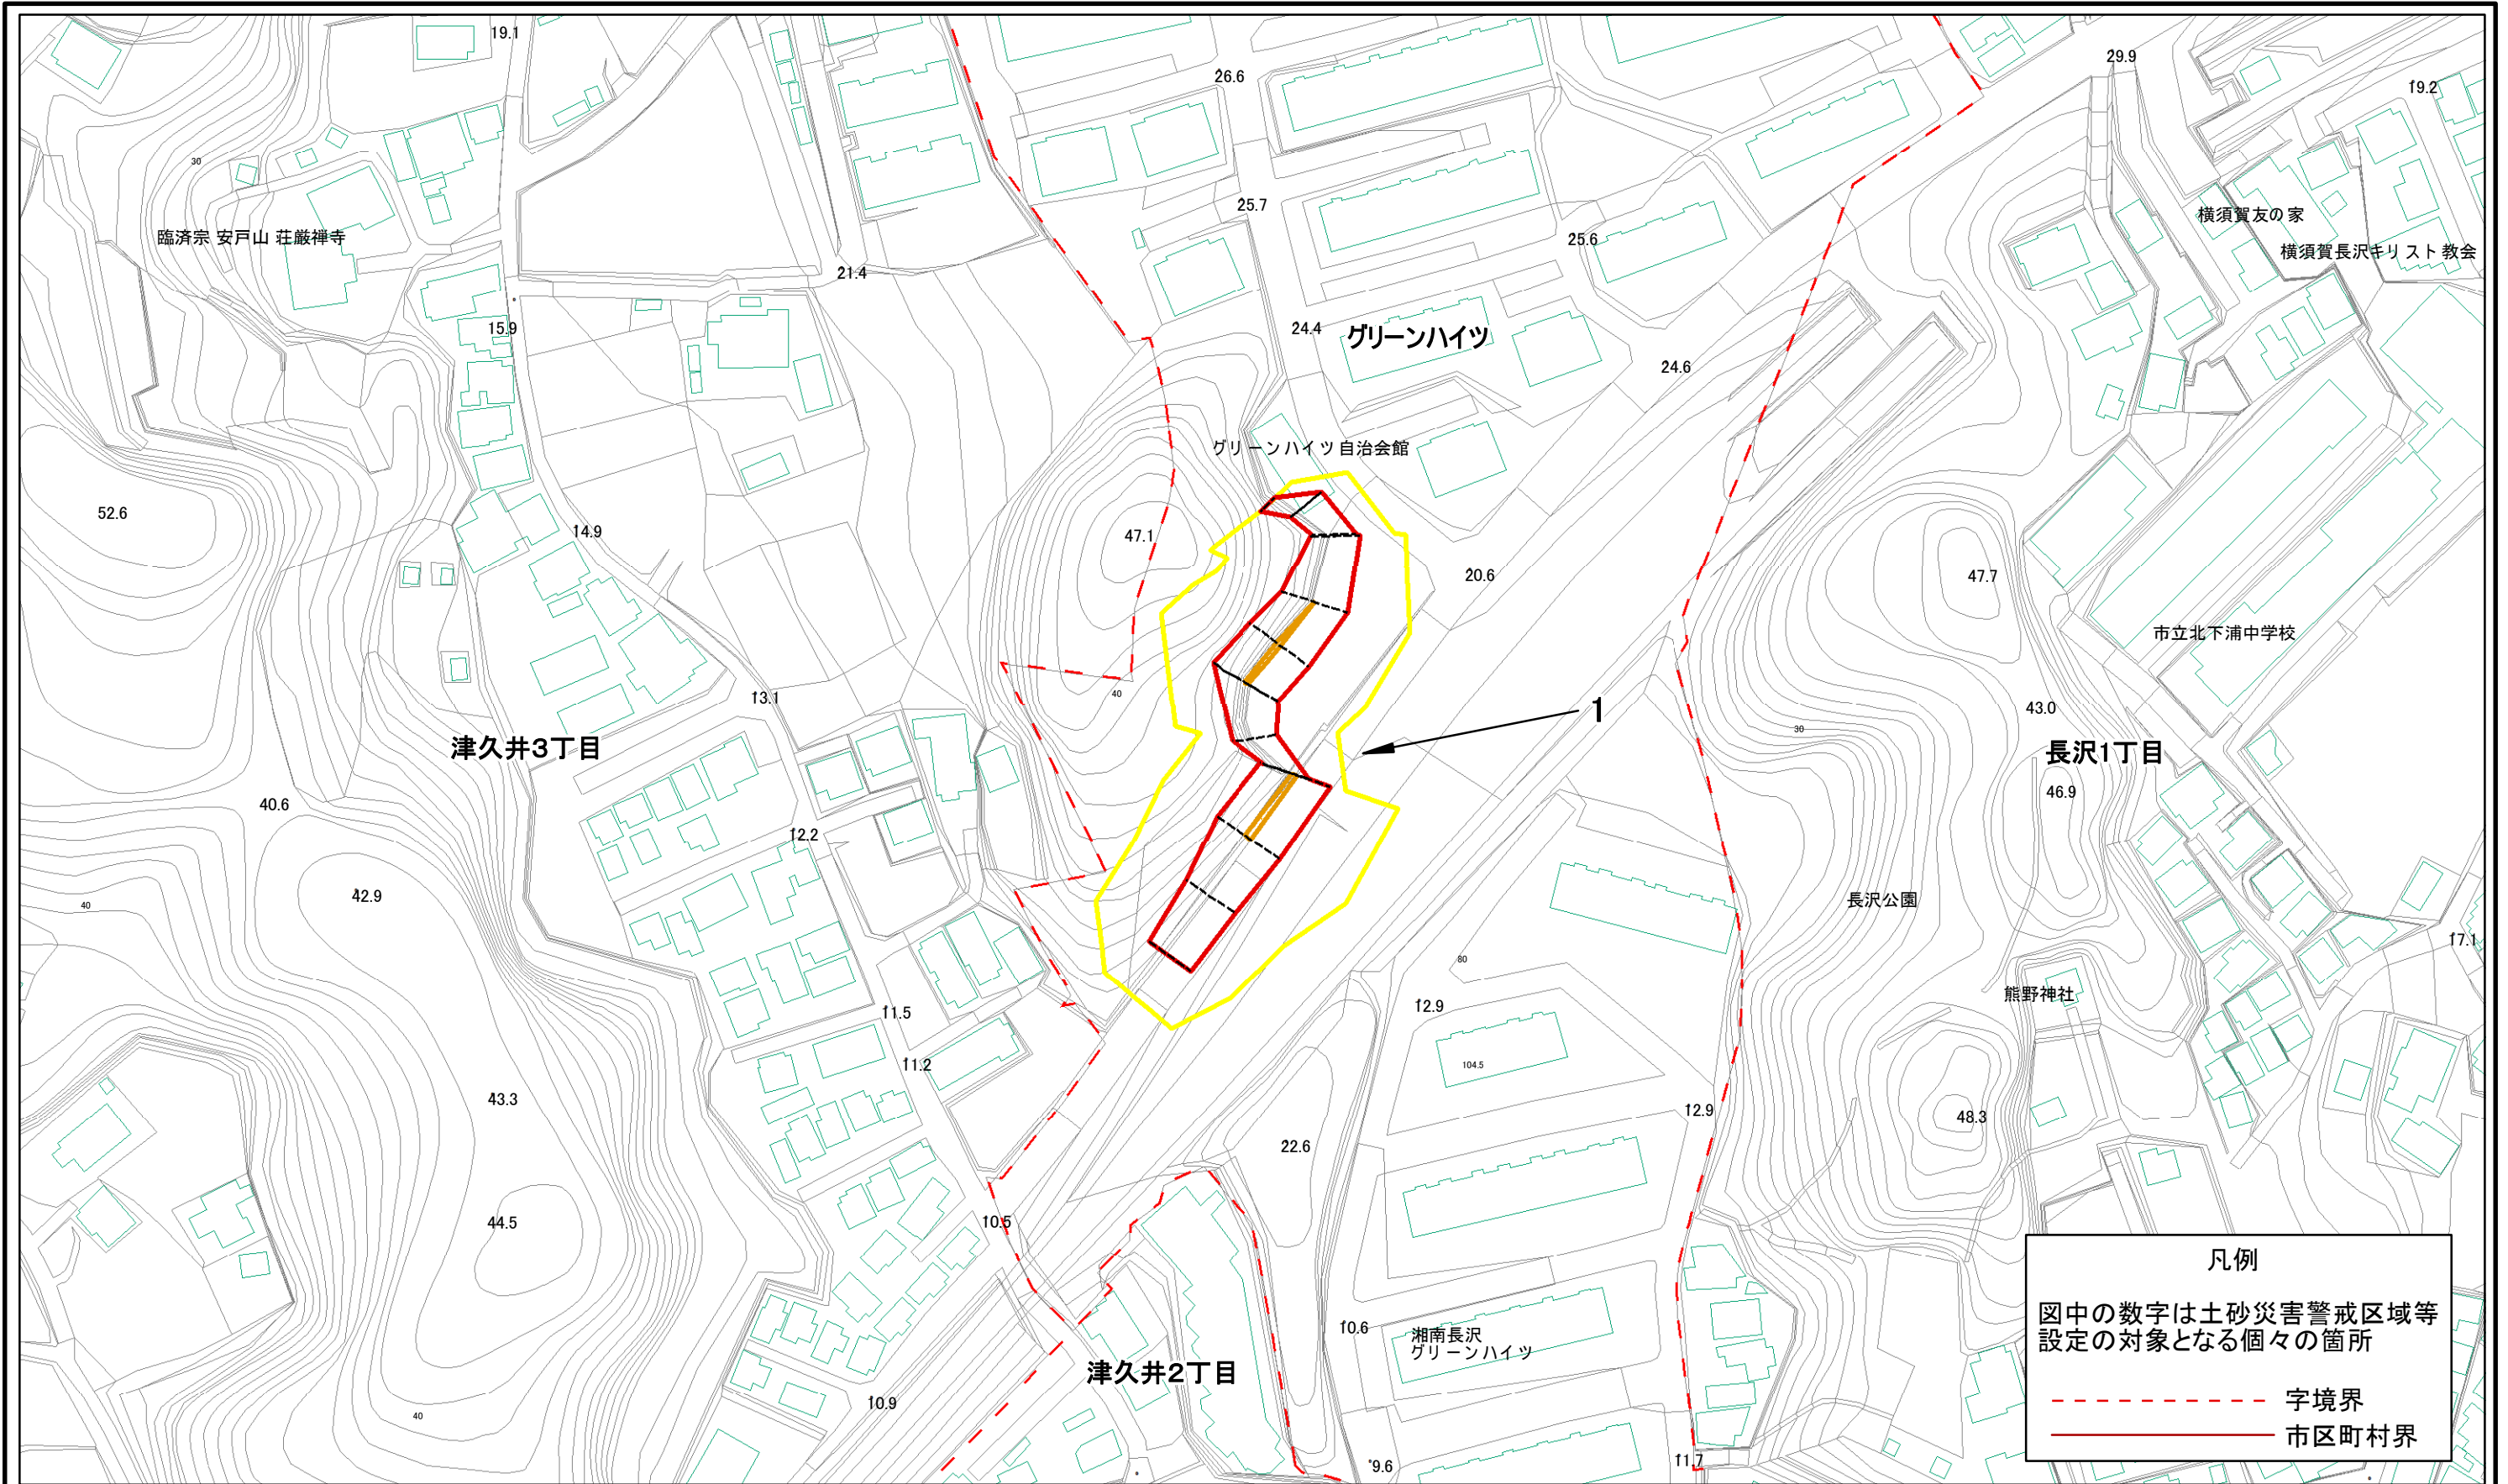 19.1
26.6
29.9
19.2
30
25.7
横須賀友の家
臨済宗 安戸山 荘厳禅寺
25.6
横須賀長沢キリスト教会
21.4
15.9
24.4
グリーンハイツ
24.6
グリーンハイツ自治会館
52.6
14.9
47.1
20.6
47.7
市立北下浦中学校
40
13.1
1
43.0
30
津久井3丁目
長沢1丁目
40.6
46.9
12.2
42.9
40
長沢公園
17.1
80
熊野神社
11.5
12.9
11.2
104.5
43.3
12.9
48.3
22.6
44.5
10.5
凡例
図中の数字は土砂災害警戒区域等
設定の対象となる個々の箇所
字境界
市区町村界
10.6
湘南長沢
グリーンハイツ
津久井2丁目
10.9
40
9.6
11.7